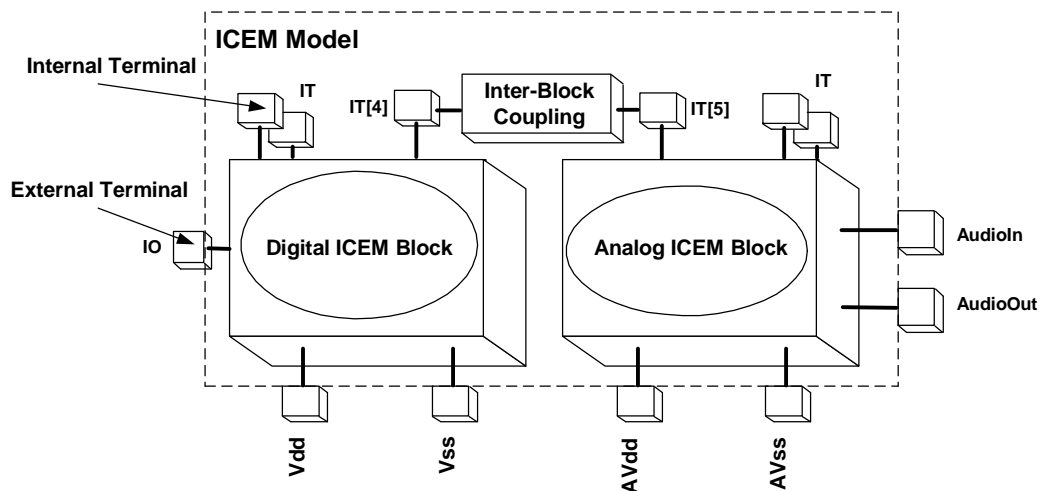 ICEM Model
Internal Terminal
IT
IT[4]
Inter-Block
Coupling
IT[5]
IT
External Terminal
IO
Digital ICEM Block
Analog ICEM Block
AudioIn
AudioOut
Vdd
Vss
AVdd
AVss